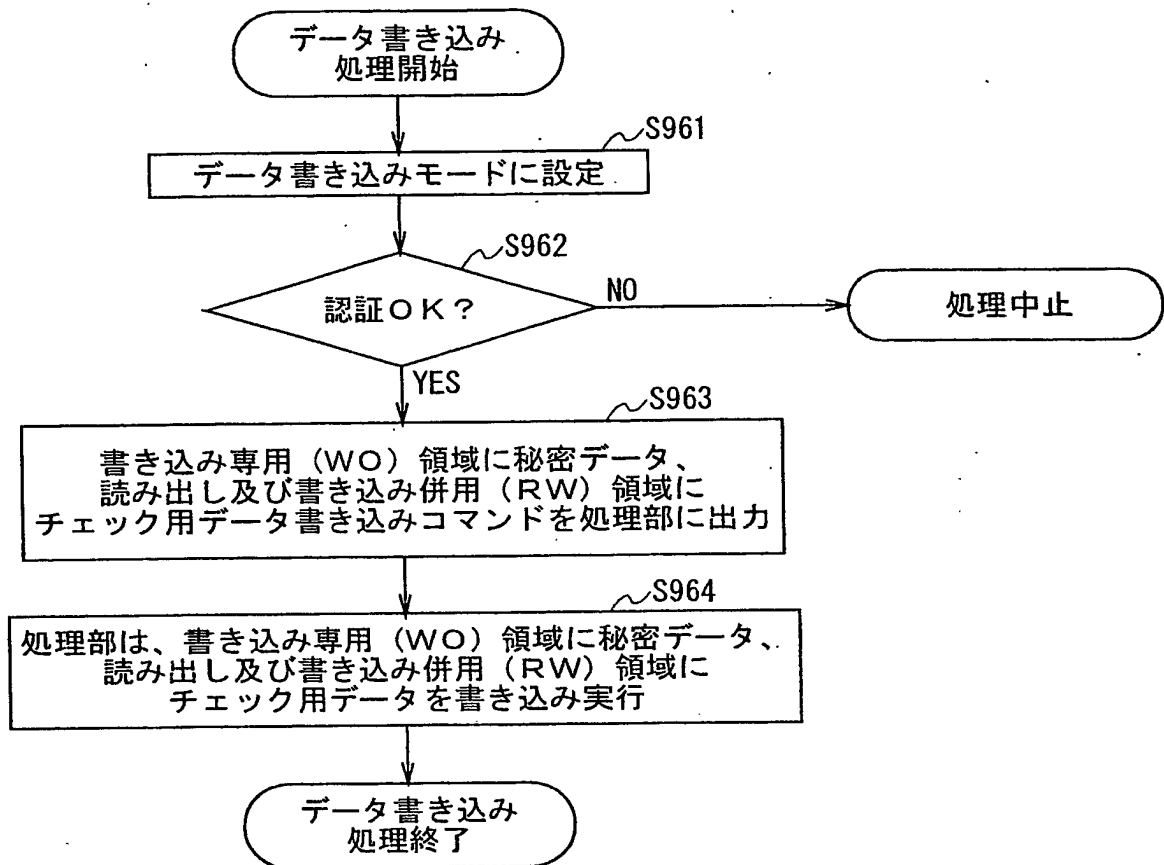 データ書き込み
処理開始
S961
データ書き込みモードに設定
S962
認証OK?
NO
処理中止
YES
S963
書き込み専用(WO)領域に秘密データ、
読み出し及び書き込み併用(RW)領域に
チェック用データ書き込みコマンドを処理部に出力
S964
処理部は、書き込み専用(WO)領域に秘密データ、
読み出し及び書き込み併用(RW)領域に
チェック用データを書き込み実行
データ書き込み
処理終了